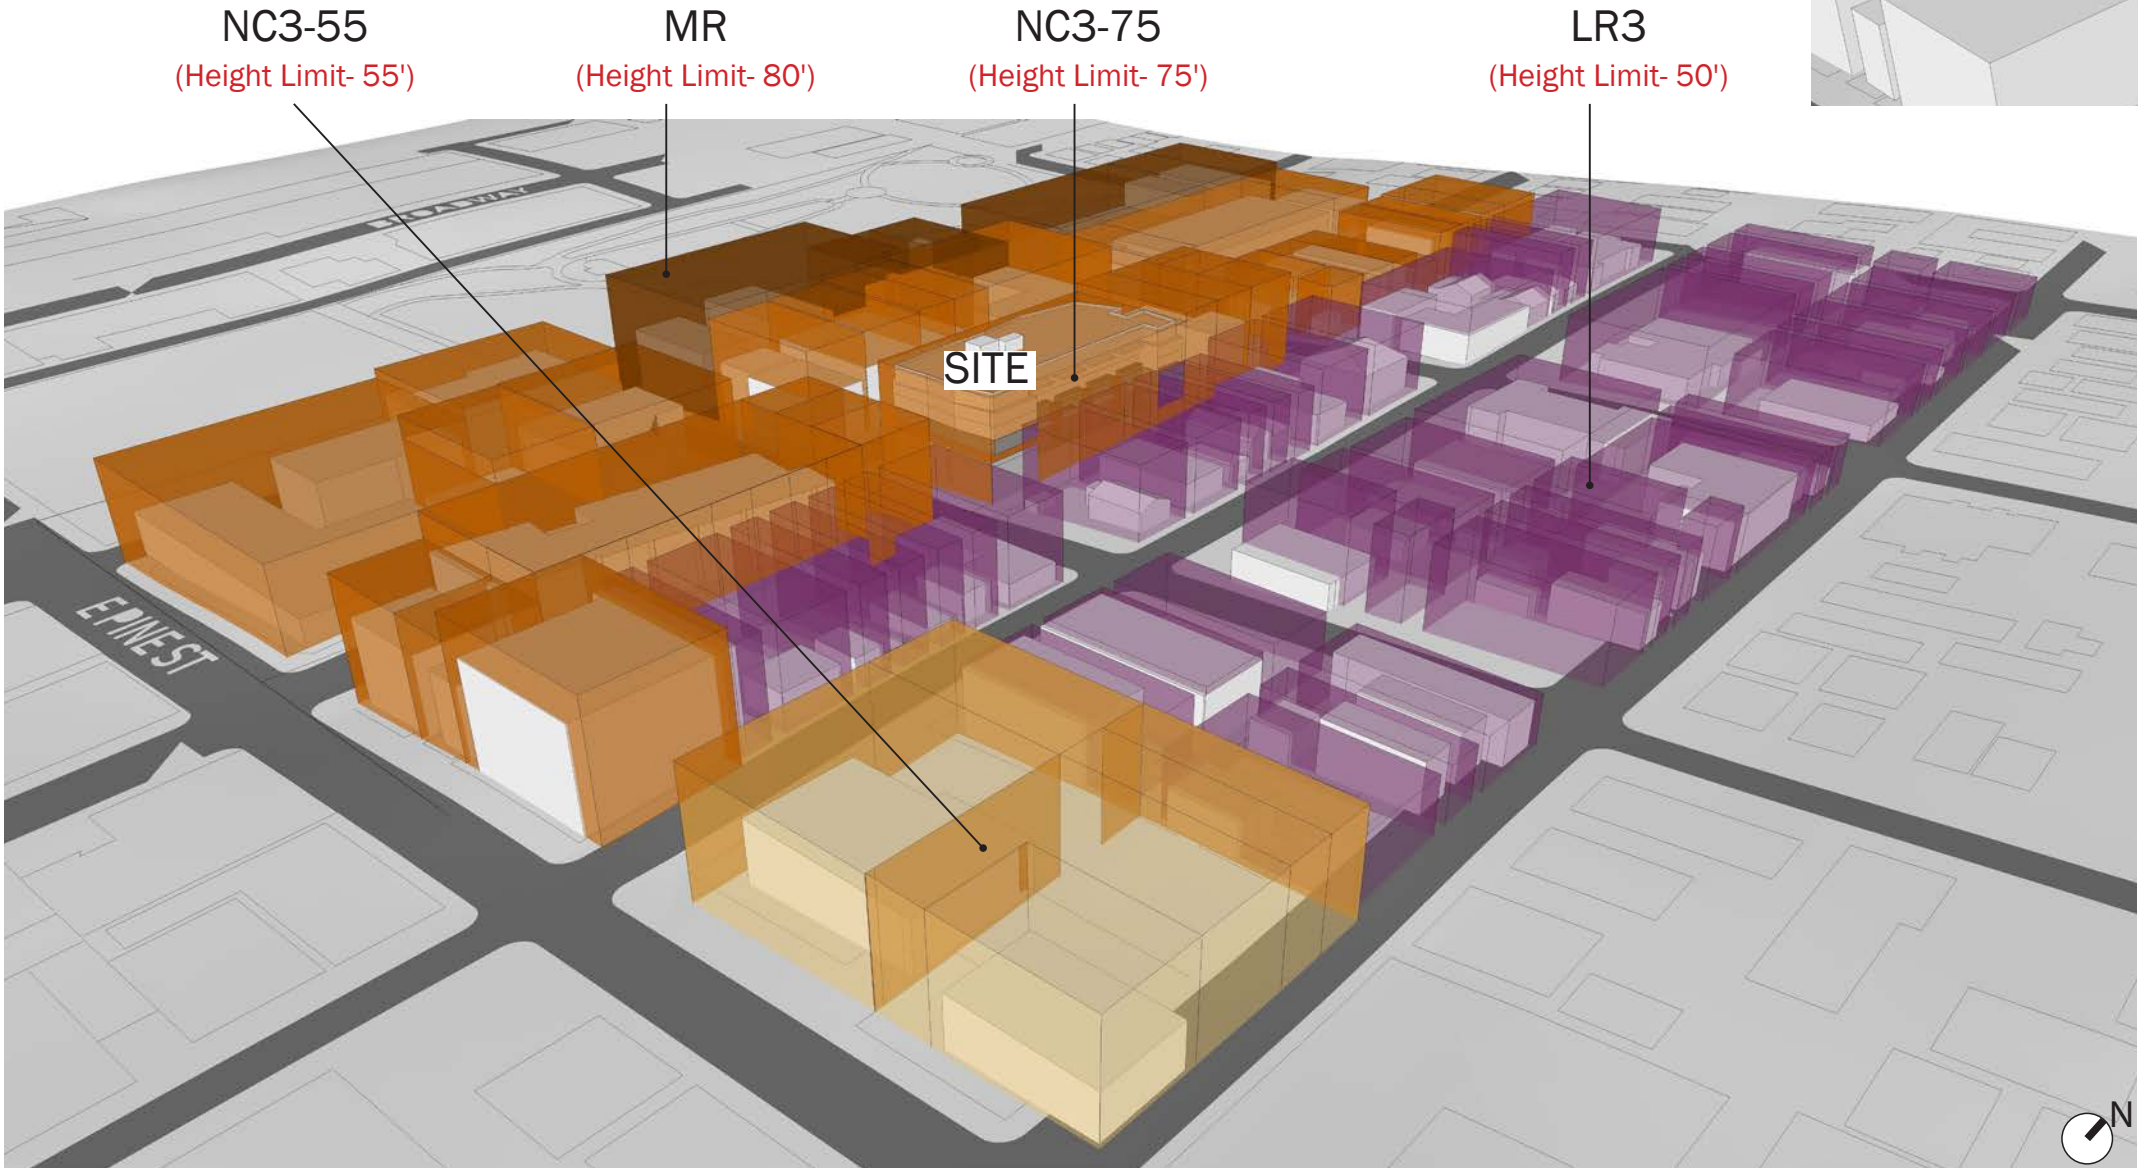 NC3-55
(Height Limit- 55')
MR
(Height Limit- 80')
NC3-75
(Height Limit- 75')
LR3
(Height Limit- 50')
BROADWAY
SITE
E PINE ST
N